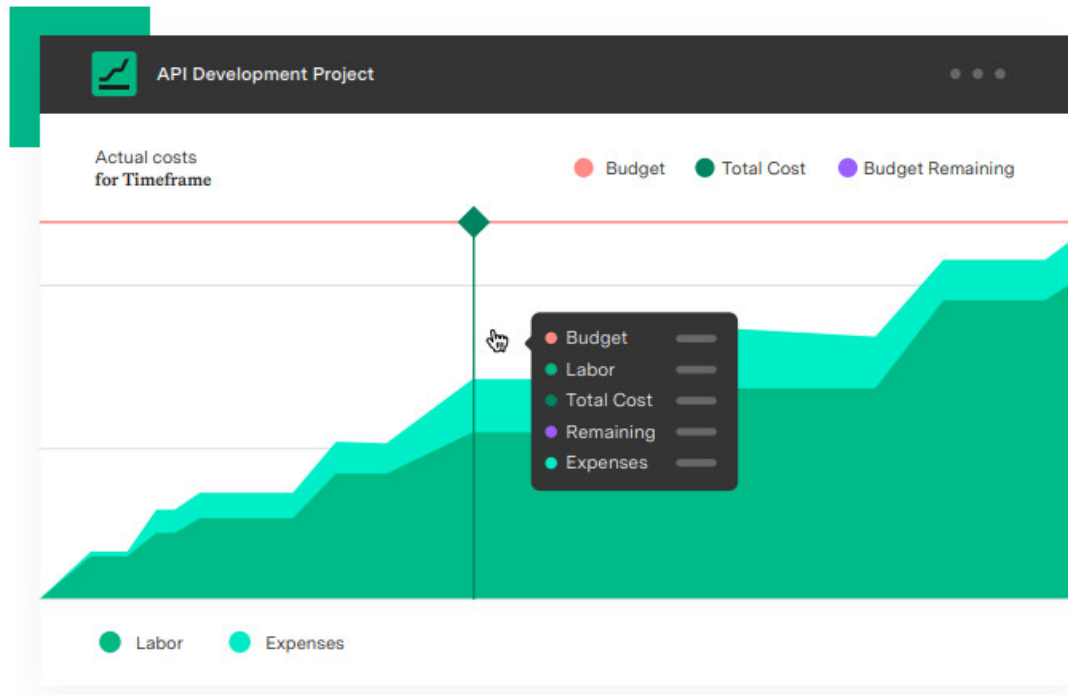 API Development Project
Actual costs
for Timeframe
Budget
Total Cost
Budget Remaining
Budget
Labor
Total Cost
Remaining
Expenses
Labor
Expenses